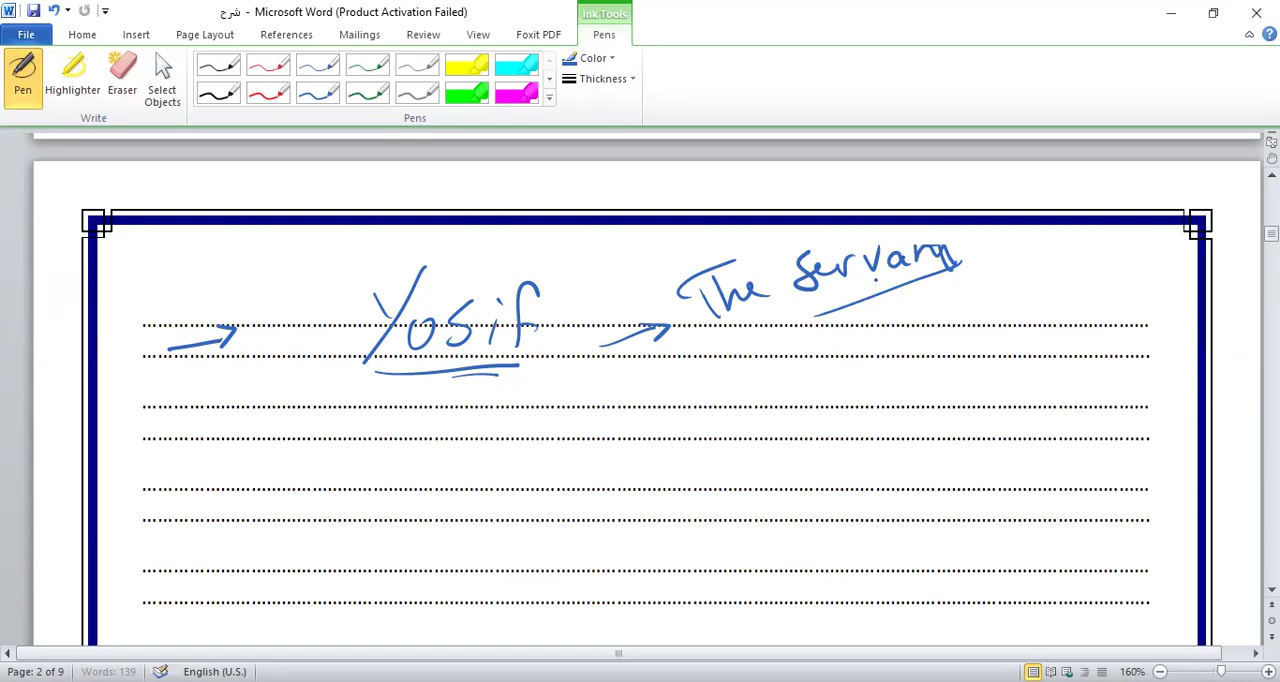 شرح - Microsoft Word (Product Activation Failed)
Ink Tools
File Home Insert Page Layout References Mailings Review View Foxit PDF Pens
Pen Highlighter Eraser Select Objects
Color
Thickness
Write Pens
The servant
Yosif
Page: 2 of 9 Words: 139 English (U.S.) 160%